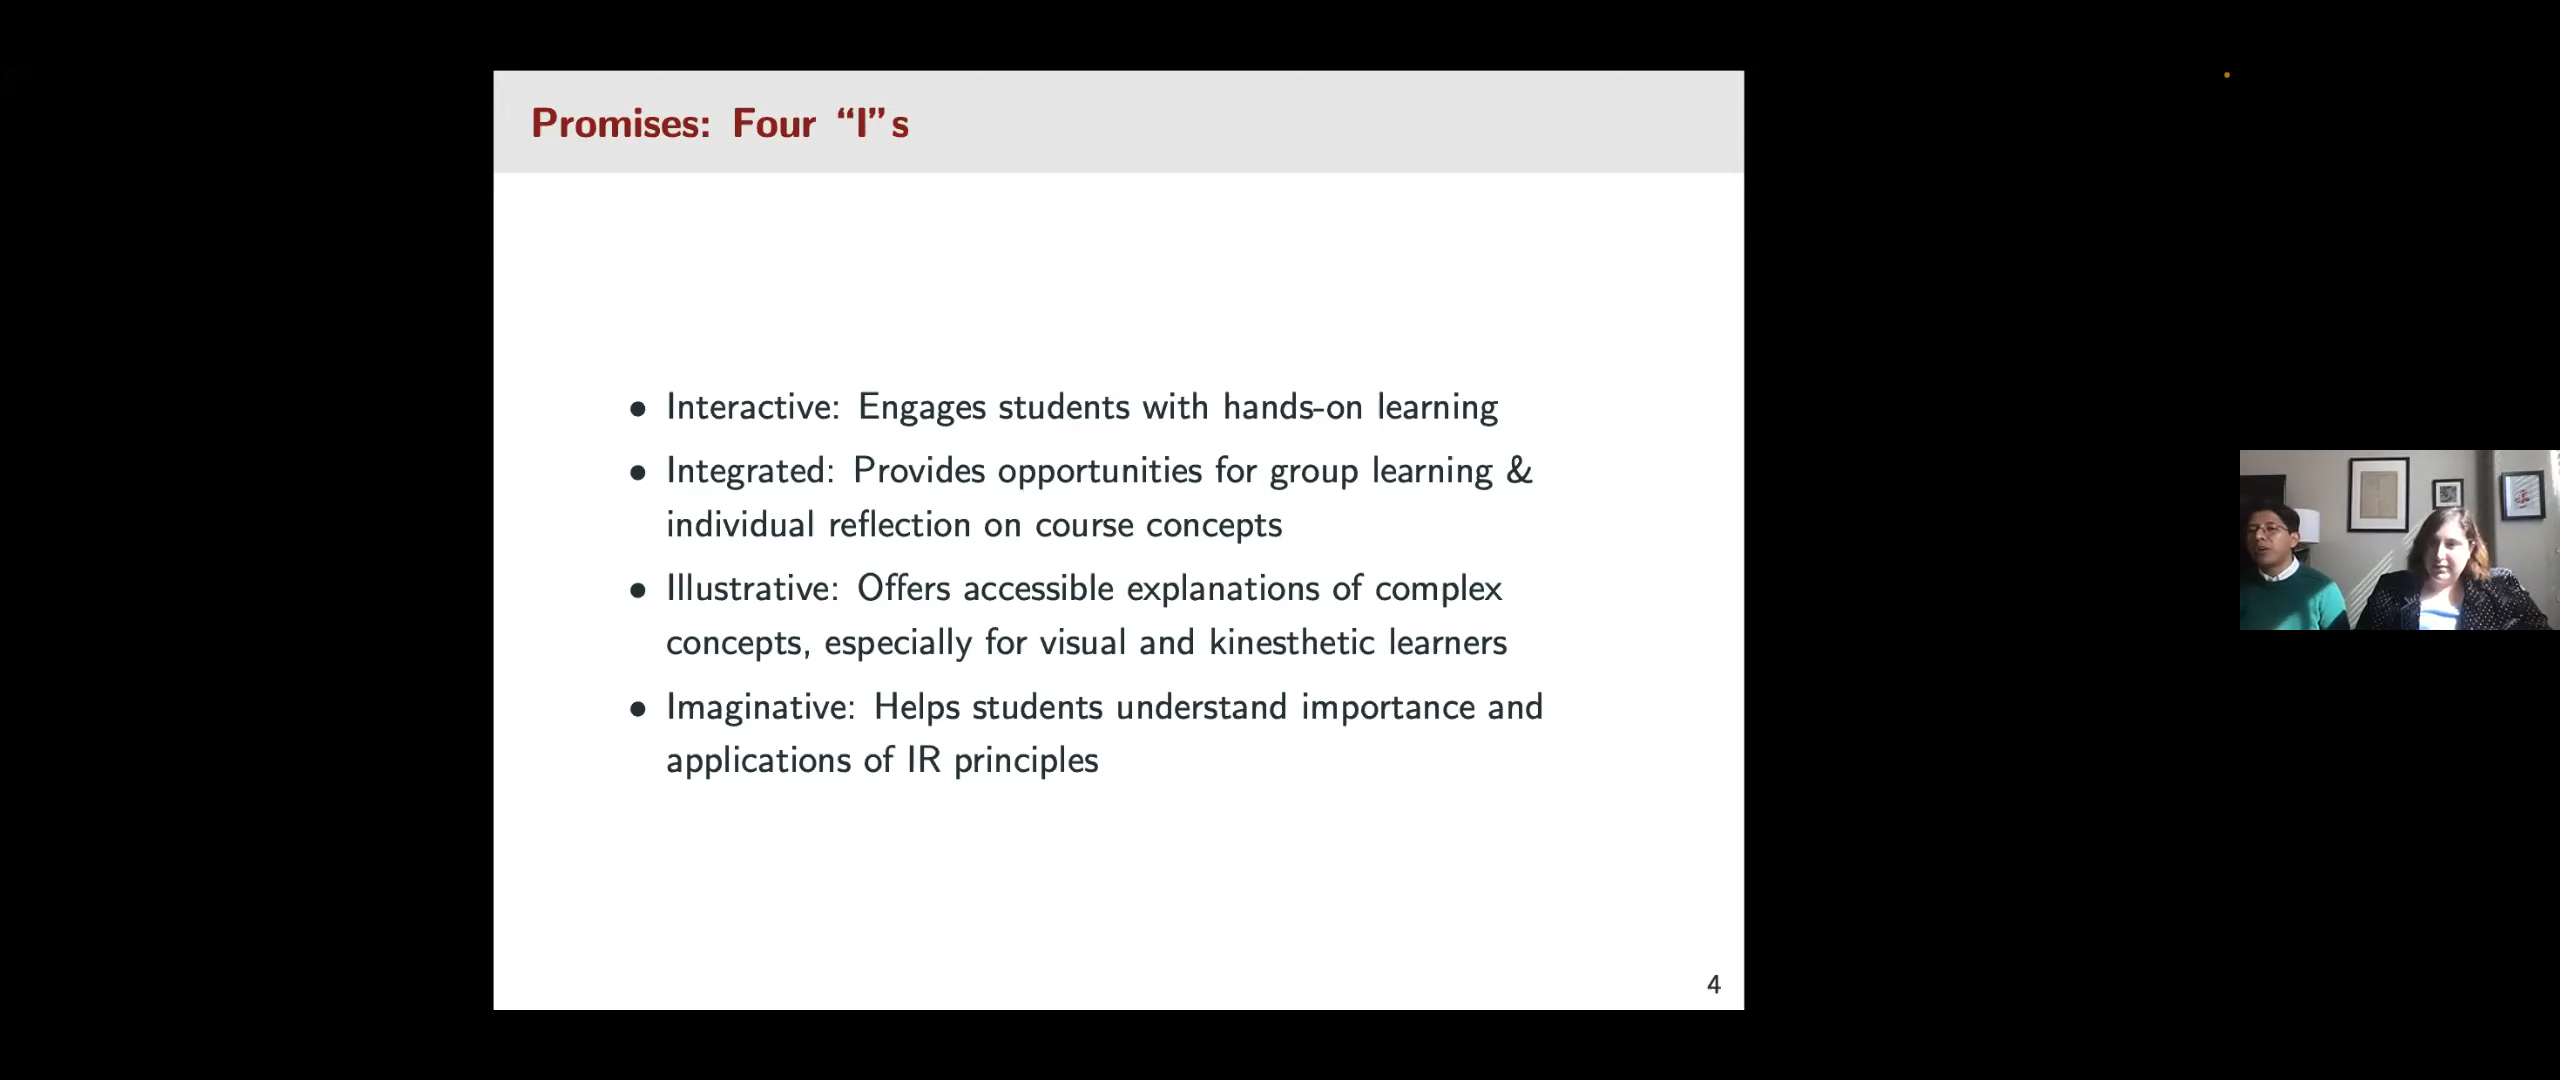 Promises: Four “I”s
• Interactive: Engages students with hands-on learning
• Integrated: Provides opportunities for group learning &
individual reflection on course concepts
• Illustrative: Offers accessible explanations of complex
concepts, especially for visual and kinesthetic learners
• Imaginative: Helps students understand importance and
applications of IR principles
4